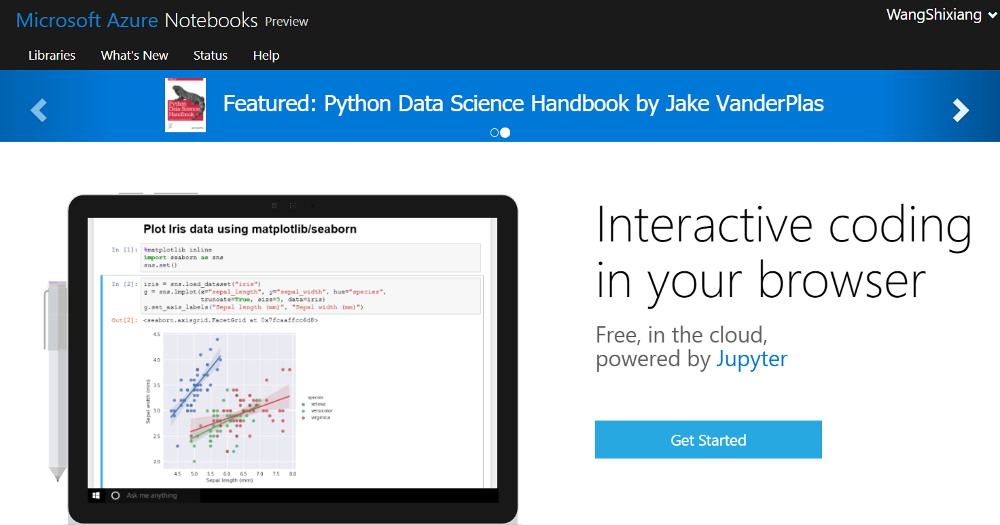 Microsoft Azure Notebooks Preview
WangShixiang
Libraries What's New Status Help
Python
Data Science
Handbook
Featured: Python Data Science Handbook by Jake VanderPlas
Plot Iris data using matplotlib/seaborn
In [1]: %matplotlib inline
import seaborn as sns
sns.set()
In [2]: iris = sns.load_dataset("iris")
g = sns.lmplot(x="sepal_length", y="sepal_width", hue="species",
truncate=True, size=5, data=iris)
g.set_axis_labels("Sepal length (mm)", "Sepal width (mm)")
Out[2]: <seaborn.axisgrid.FacetGrid at 0x7fcaaffcc6d8>
4.5
4.0
3.5
3.0
2.5
2.0
Sepal width (mm)
4.5 5.0 5.5 6.0 6.5 7.0 7.5 8.0
Sepal length (mm)
species
setosa
versicolor
virginica
Ask me anything
Interactive coding
in your browser
Free, in the cloud,
powered by Jupyter
Get Started